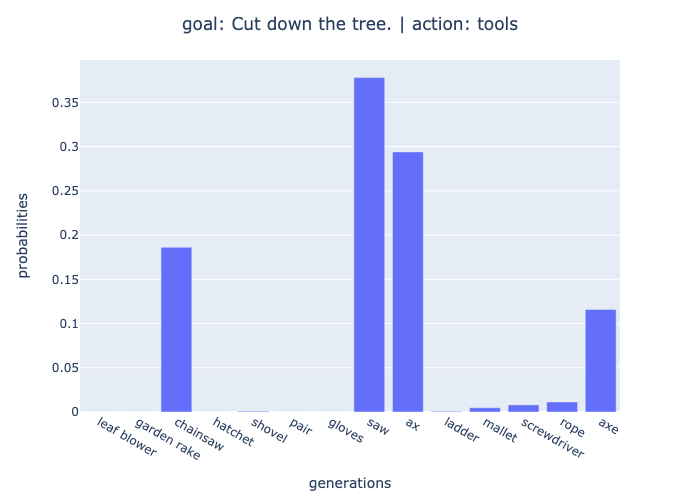 goal: Cut down the tree. | action: tools
0.35
0.3
0.25
0.2
0.15
0.1
0.05
0
probabilities
leaf blower
garden rake
chainsaw
hatchet
shovel
pair
gloves
saw
ax
ladder
mallet
screwdriver
rope
axe
generations